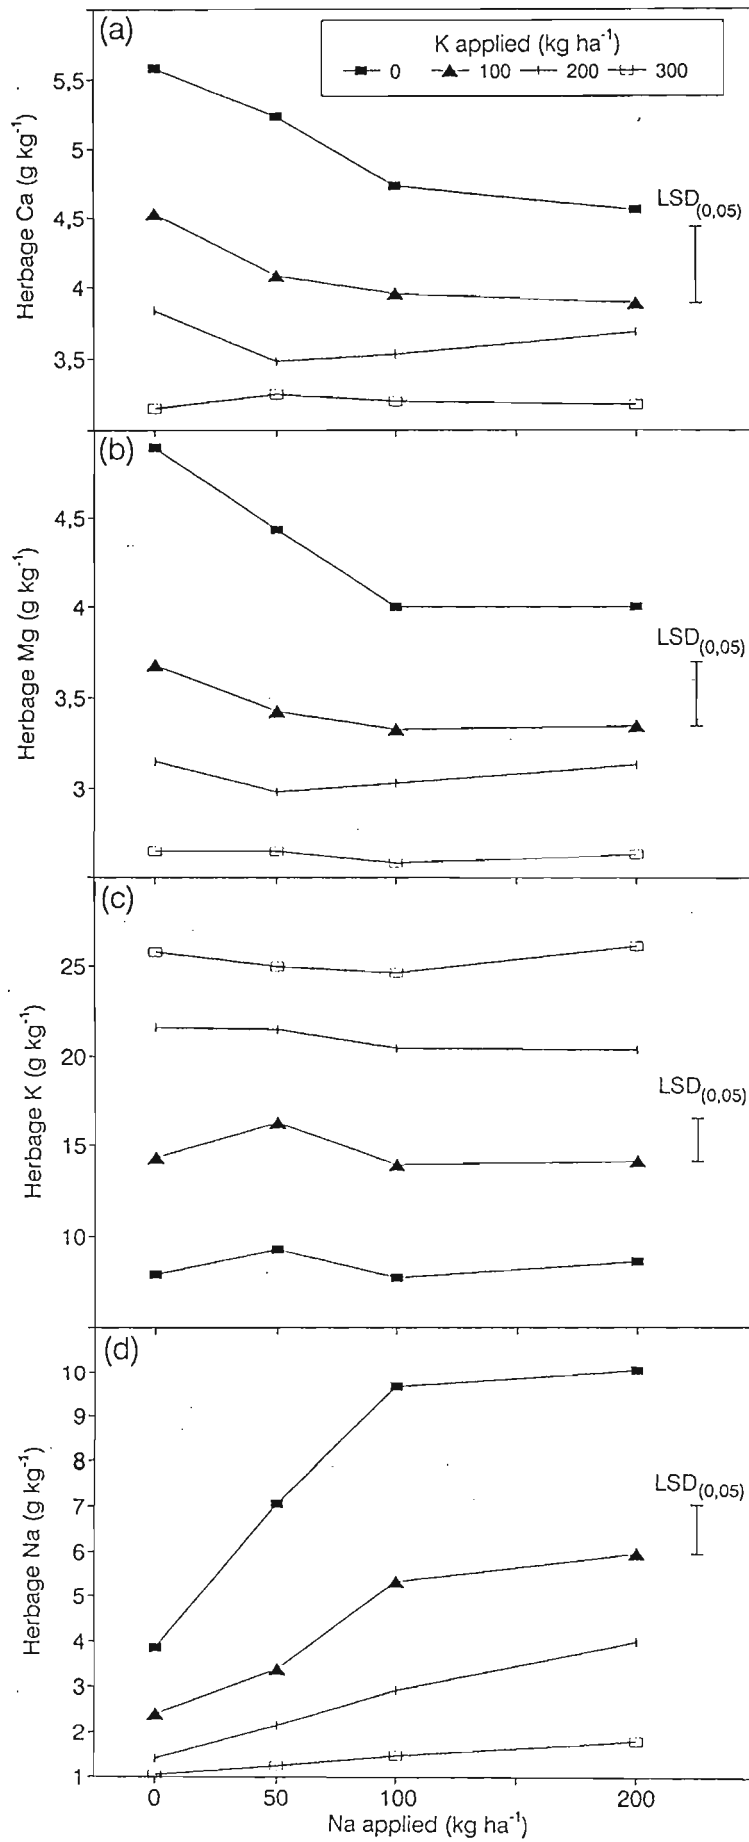 (a)
K applied (kg ha⁻¹)
0 100 200 300
5,5
5
4,5
4
3,5
Herbage Ca (g kg⁻¹)
LSD(0,05)
(b)
4,5
4
3,5
3
Herbage Mg (g kg⁻¹)
LSD(0,05)
(c)
25
20
15
10
Herbage K (g kg⁻¹)
LSD(0,05)
(d)
10
9
8
7
6
5
4
3
2
1
Herbage Na (g kg⁻¹)
LSD(0,05)
0 50 100 200
Na applied (kg ha⁻¹)